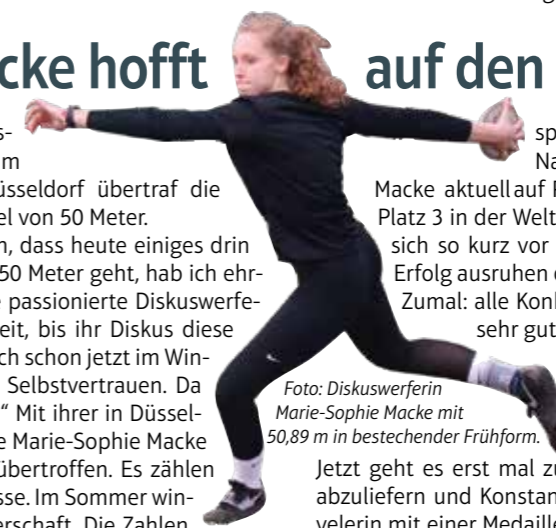 cke hofft auf den
s-
m
üsseldorf übertraf die
el von 50 Meter.
n, dass heute einiges drin
50 Meter geht, hab ich ehr-
e passionierte Diskuswerfe-
eit, bis ihr Diskus diese
ch schon jetzt im Win-
Selbstvertrauen. Da
“ Mit ihrer in Düssel-
e Marie-Sophie Macke
übertroffen. Es zählen
sse. Im Sommer win-
erschaft. Die Zahlen
sp
Na
Macke aktuell auf P
Platz 3 in der Welt
sich so kurz vor
Erfolg ausruhen
Zumal: alle Konk
sehr gut
Foto: Diskuswerferin
Marie-Sophie Macke mit
50,89 m in bestechender Frühform.
Jetzt geht es erst mal zu
abzuliefern und Konstan
velerin mit einer Medaille